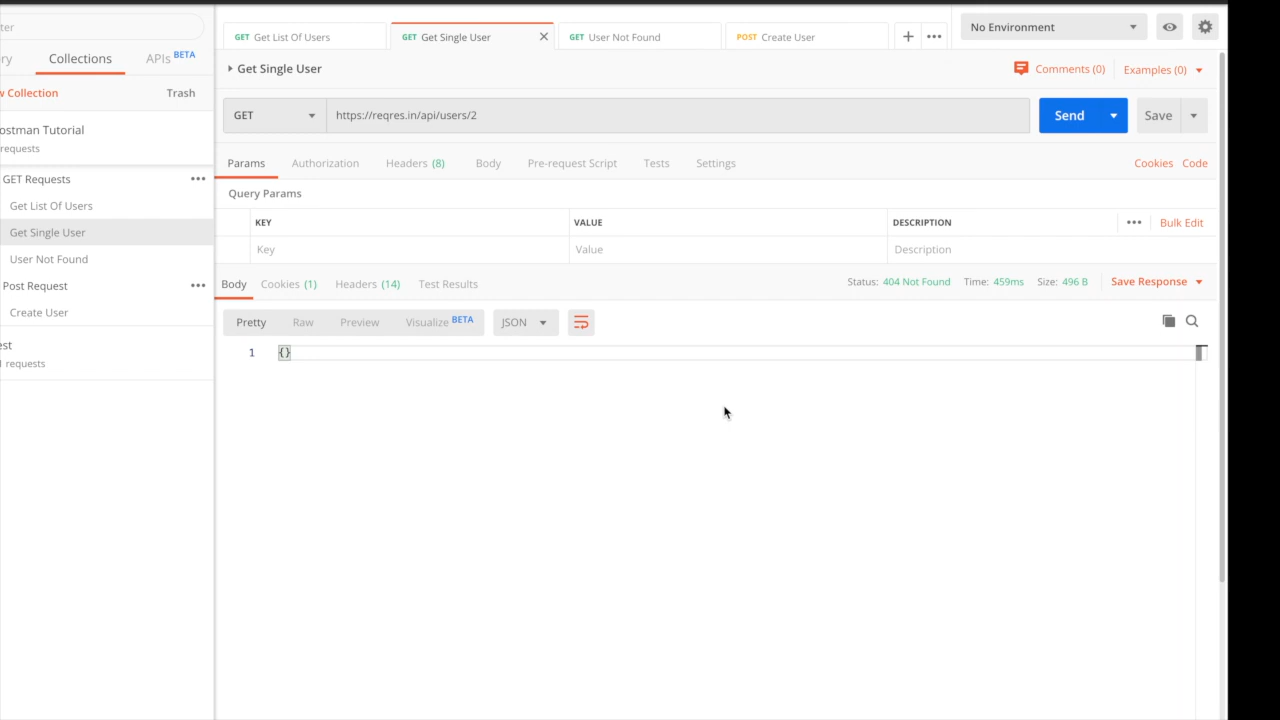 ter
GET Get List Of Users
GET Get Single User
GET User Not Found
POST Create User
No Environment
ry
Collections
APIs BETA
w Collection
Trash
ostman Tutorial
requests
GET Requests
Get List Of Users
Get Single User
User Not Found
Post Request
Create User
est
requests
Get Single User
Comments (0)
Examples (0)
GET
https://reqres.in/api/users/2
Send
Save
Params
Authorization
Headers (8)
Body
Pre-request Script
Tests
Settings
Cookies
Code
Query Params
KEY
VALUE
DESCRIPTION
Bulk Edit
Key
Value
Description
Body
Cookies (1)
Headers (14)
Test Results
Status: 404 Not Found
Time: 459ms
Size: 496 B
Save Response
Pretty
Raw
Preview
Visualize BETA
JSON
1 {}